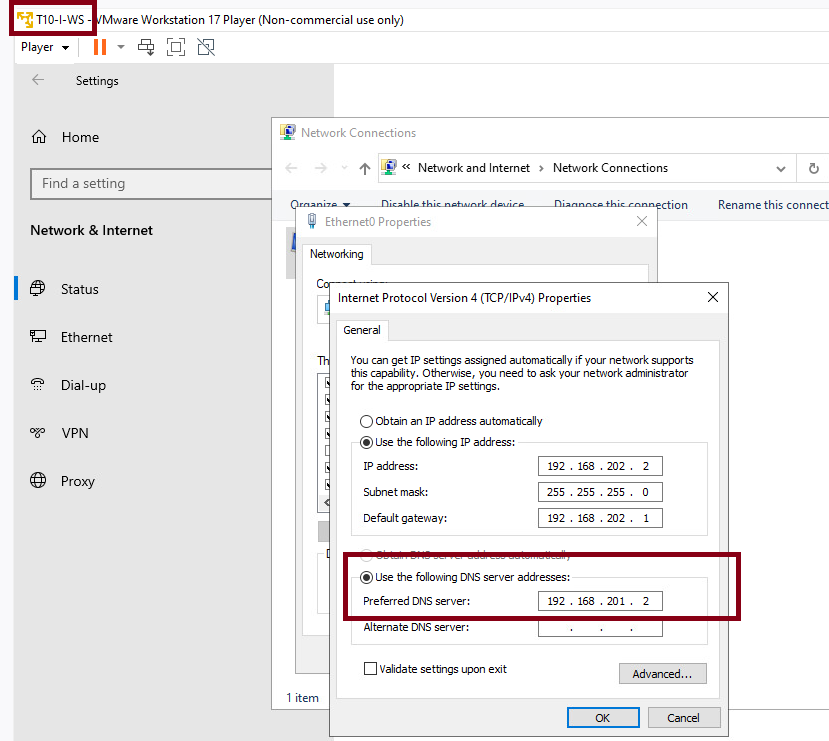 T10-I-WS - VMware Workstation 17 Player (Non-commercial use only)
Player
Settings
Home
Find a setting
Network & Internet
Status
Ethernet
Dial-up
VPN
Proxy
Network Connections
« Network and Internet › Network Connections
Organize Disable this network device Diagnose this connection Rename this connect
Ethernet0 Properties
Networking
Connect using:
Th
Internet Protocol Version 4 (TCP/IPv4) Properties
General
You can get IP settings assigned automatically if your network supports
this capability. Otherwise, you need to ask your network administrator
for the appropriate IP settings.
Obtain an IP address automatically
Use the following IP address:
IP address: 192 . 168 . 202 . 2
Subnet mask: 255 . 255 . 255 . 0
Default gateway: 192 . 168 . 202 . 1
Obtain DNS server address automatically
Use the following DNS server addresses:
Preferred DNS server: 192 . 168 . 201 . 2
Alternate DNS server: . . .
Validate settings upon exit
Advanced...
OK Cancel
1 item